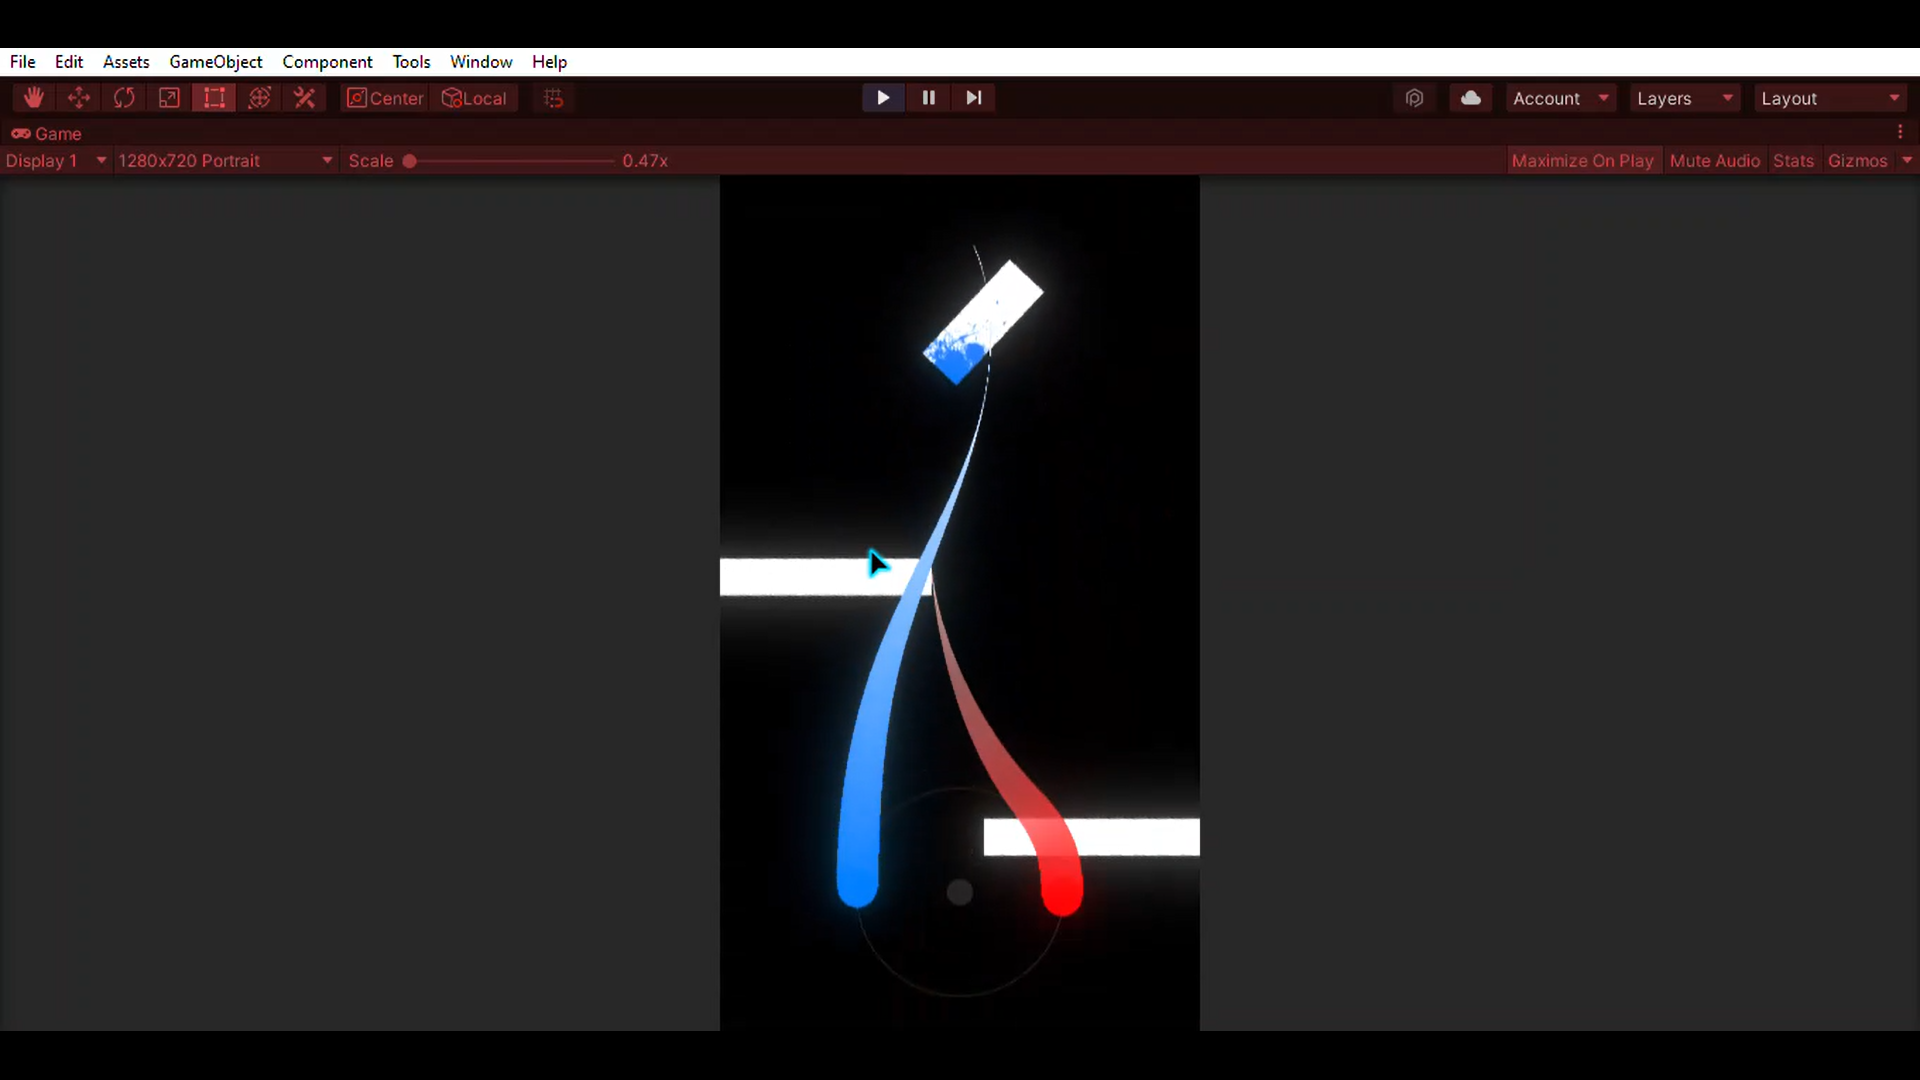 File Edit Assets GameObject Component Tools Window Help
Center Local Account Layers Layout
Game
Display 1 1280x720 Portrait Scale 0.47x Maximize On Play Mute Audio Stats Gizmos